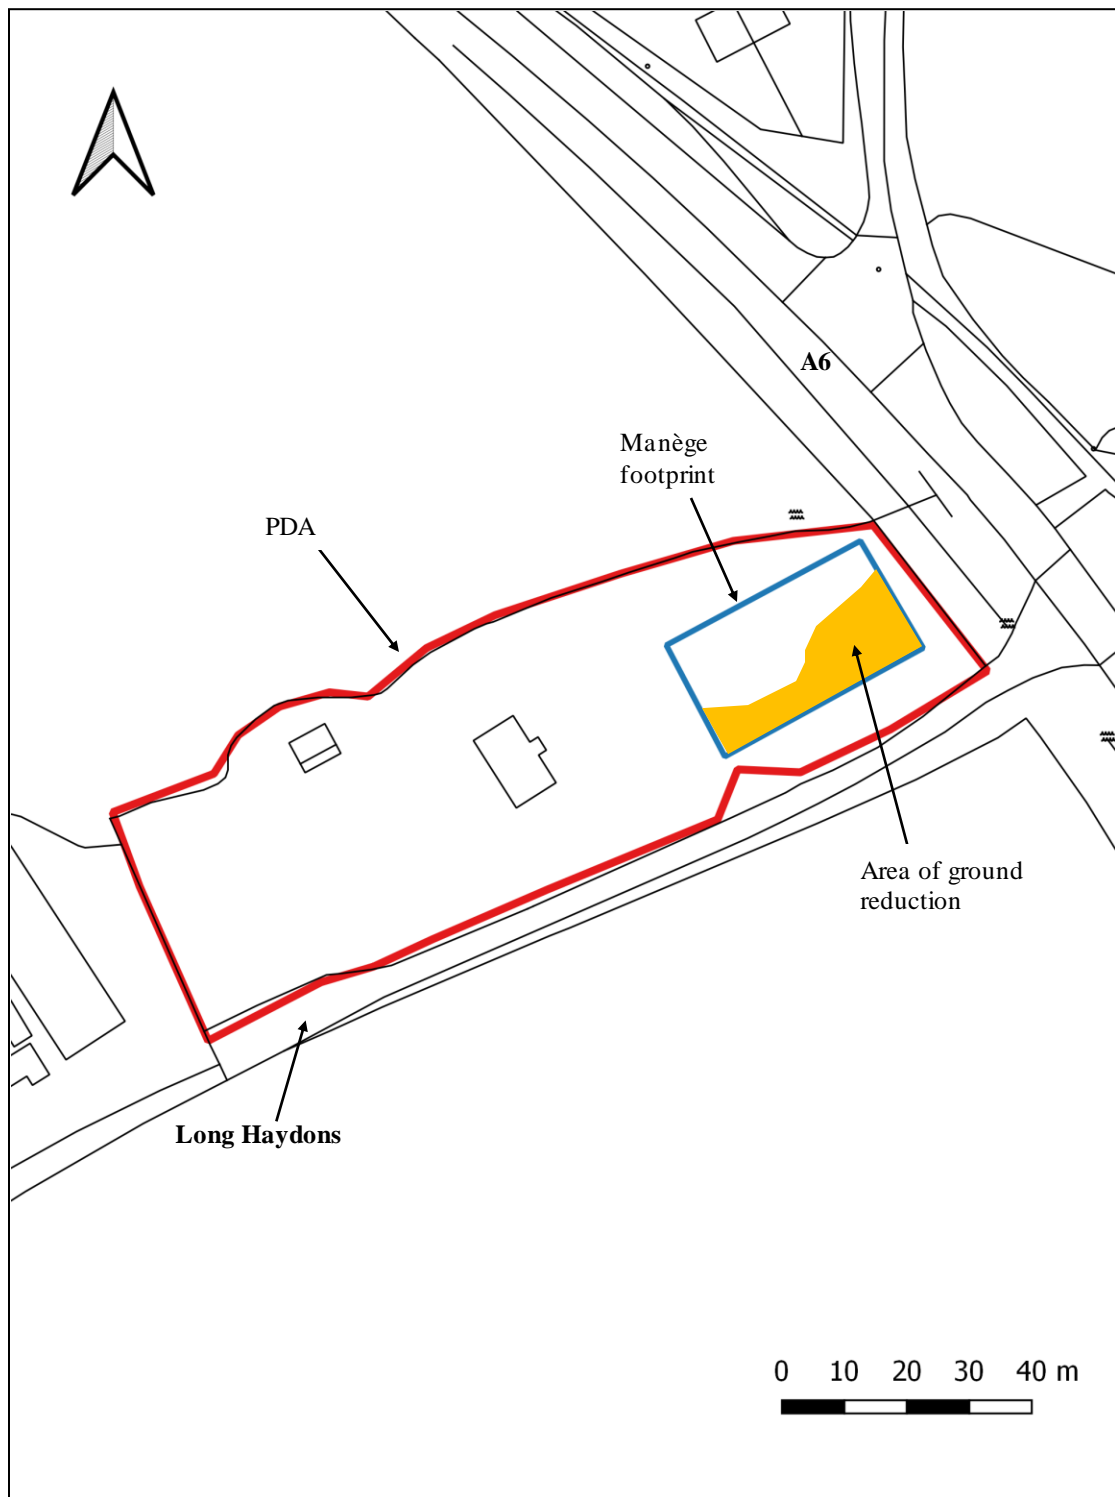 A6
Manège
footprint
PDA
Area of ground
reduction
Long Haydons
0 10 20 30 40 m